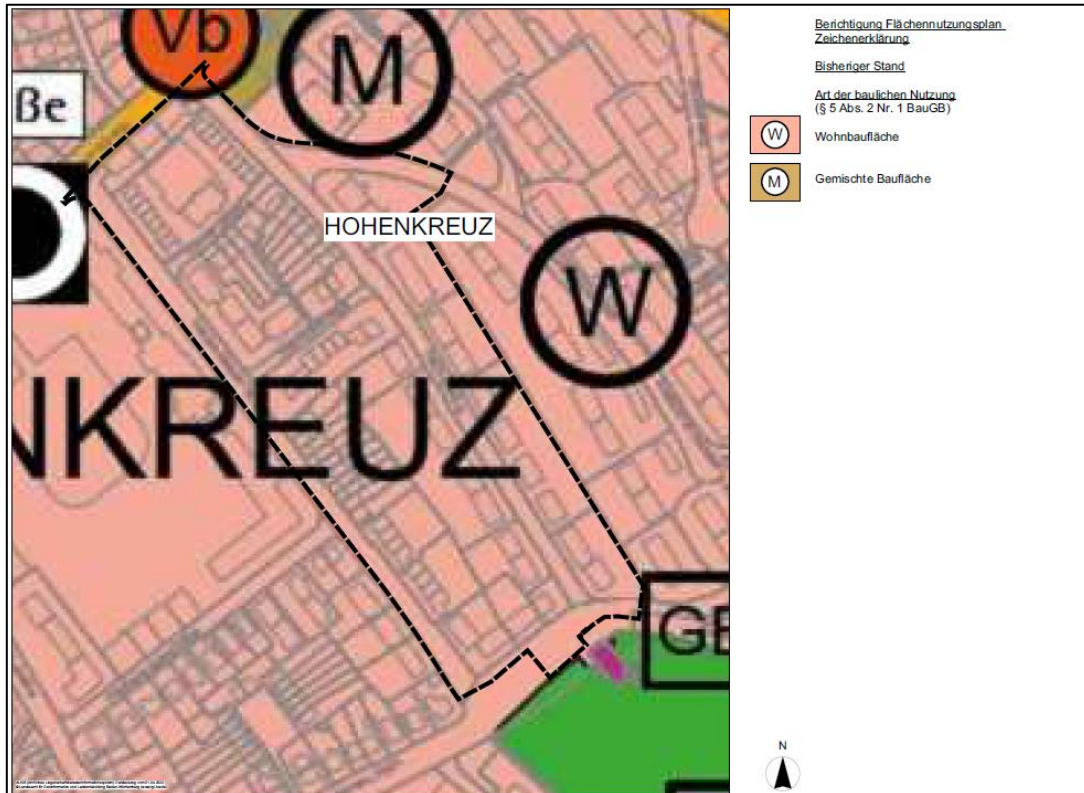 Vb
M
ße
HOHENKREUZ
W
NKREUZ
GE
Berichtigung Flächennutzungsplan
Zeichenerklärung
Bisheriger Stand
Art der baulichen Nutzung
(§ 5 Abs. 2 Nr. 1 BauGB)
W Wohnbaufläche
M Gemischte Baufläche
N